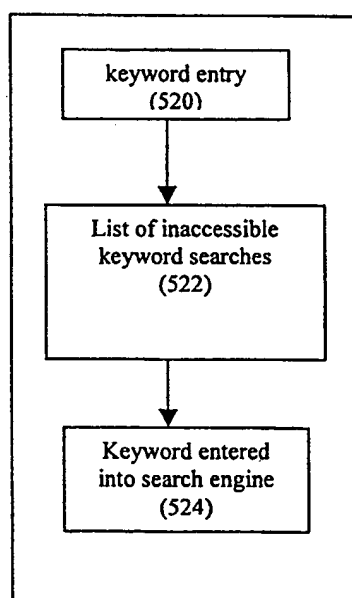 keyword entry
(520)
List of inaccessible
keyword searches
(522)
Keyword entered
into search engine
(524)